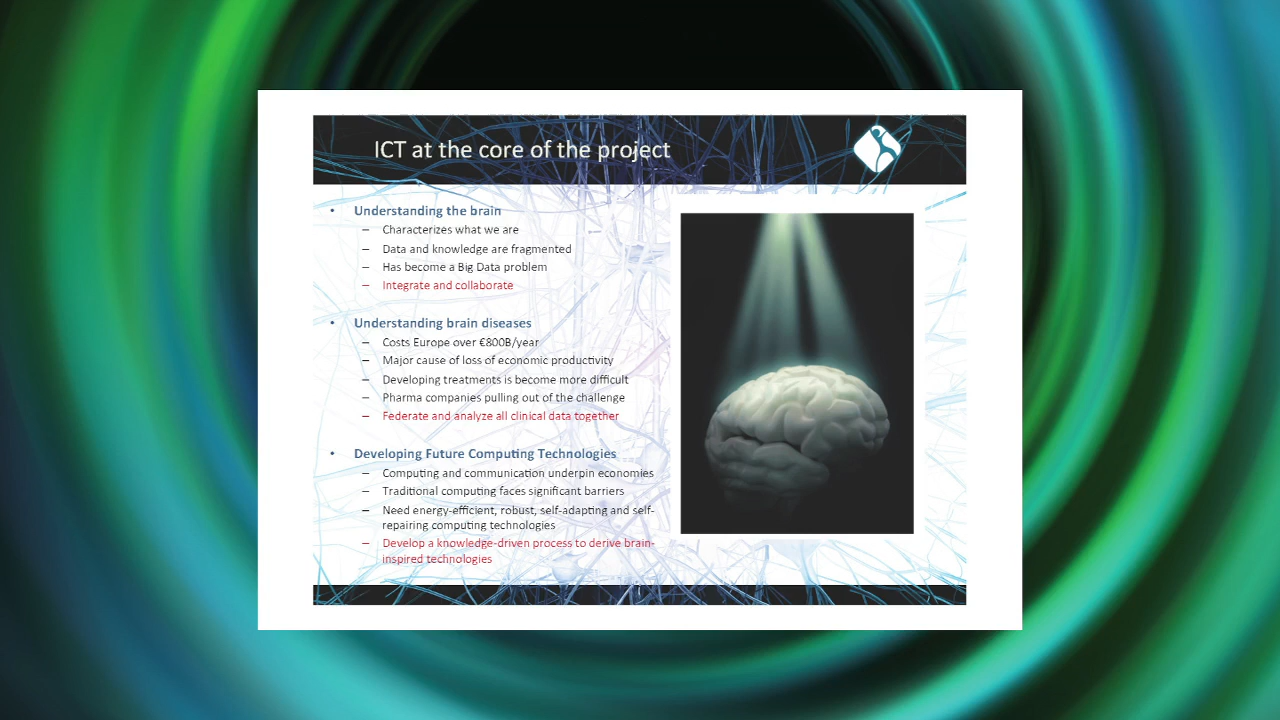 ICT at the core of the project
• Understanding the brain
– Characterizes what we are
– Data and knowledge are fragmented
– Has become a Big Data problem
– Integrate and collaborate
• Understanding brain diseases
– Costs Europe over €800B/year
– Major cause of loss of economic productivity
– Developing treatments is become more difficult
– Pharma companies pulling out of the challenge
– Federate and analyze all clinical data together
• Developing Future Computing Technologies
– Computing and communication underpin economies
– Traditional computing faces significant barriers
– Need energy-efficient, robust, self-adapting and self-
repairing computing technologies
– Develop a knowledge-driven process to derive brain-
inspired technologies